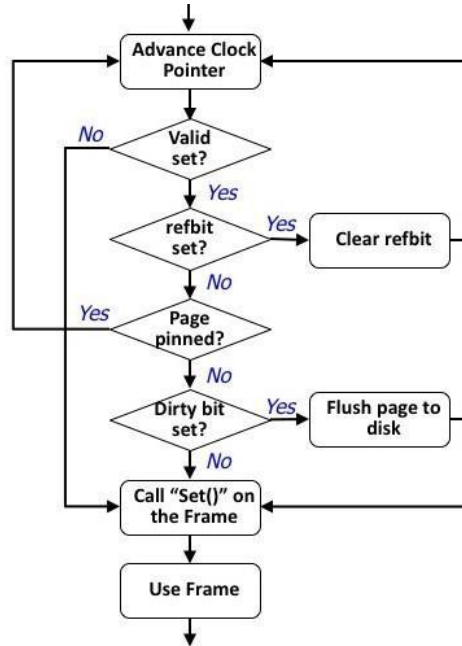 Advance Clock
Pointer
No
Valid
set?
Yes
refbit
set?
Yes
Clear refbit
No
Yes
Page
pinned?
No
Dirty bit
set?
Yes
Flush page to
disk
No
Call “Set()” on
the Frame
Use Frame